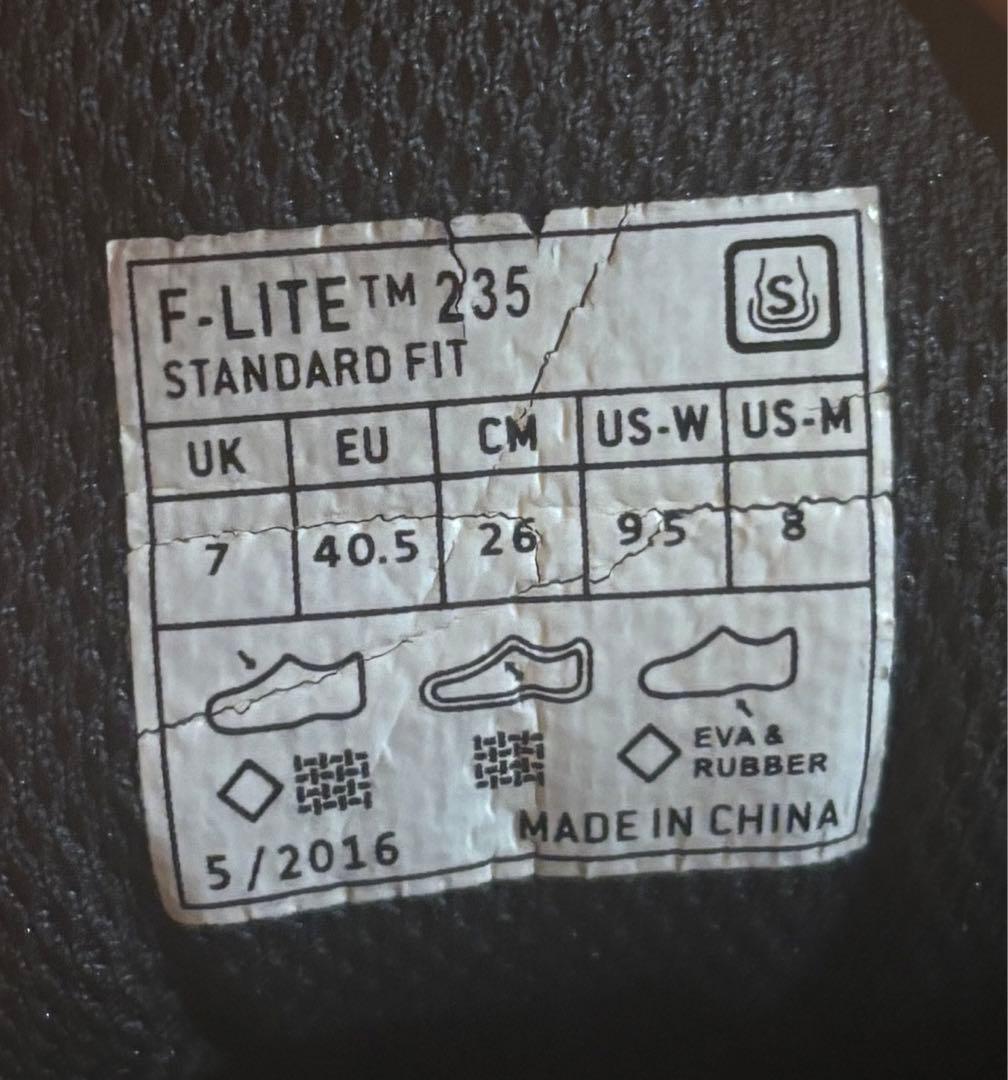 F-LITE™ 235
S
STANDARD FIT
UK EU CM US-W US-M
7 40.5 26 9.5 8
EVA &
RUBBER
MADE IN CHINA
5/2016